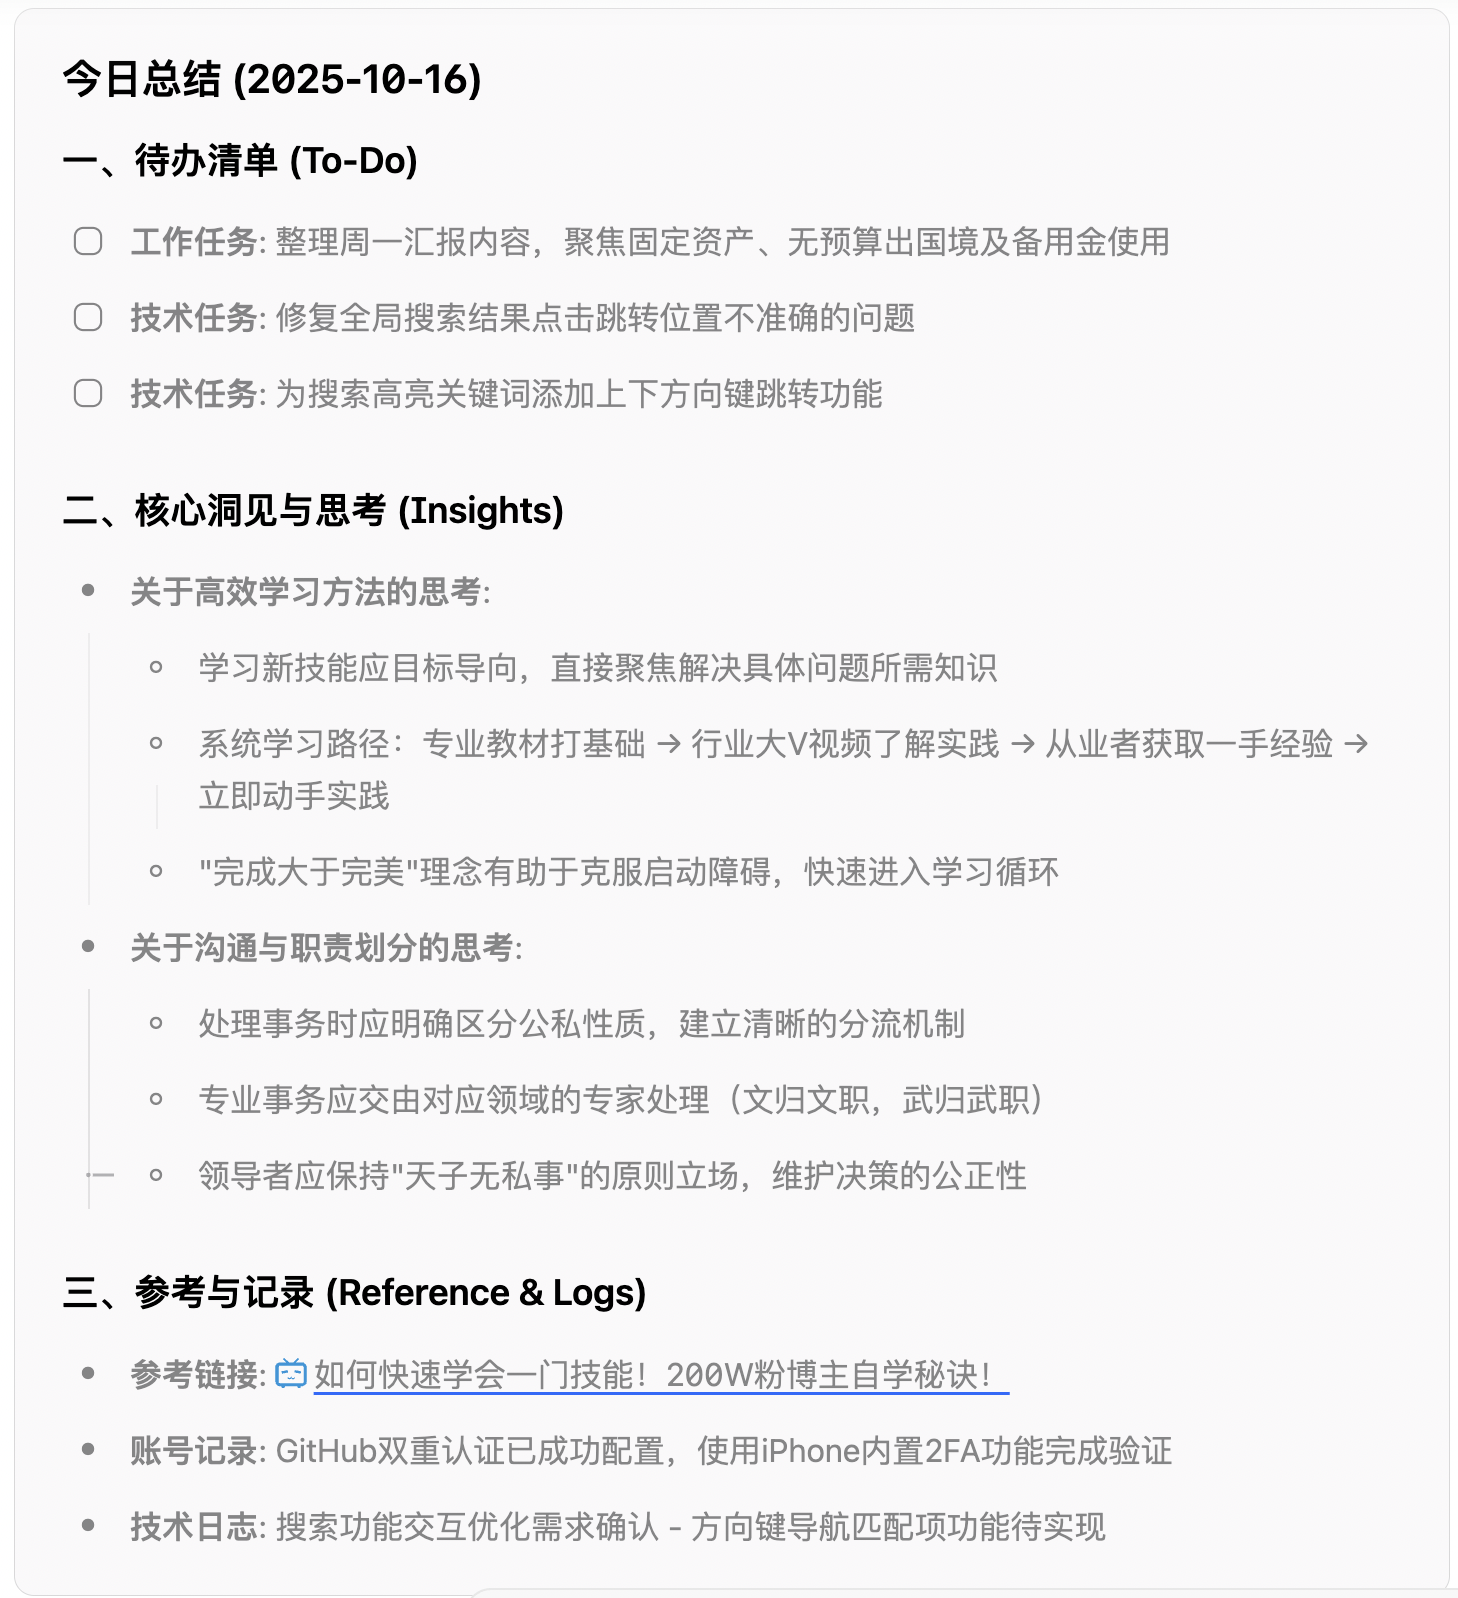 今日总结 (2025-10-16)
一、待办清单 (To-Do)
工作任务: 整理周一汇报内容，聚焦固定资产、无预算出国境及备用金使用
技术任务: 修复全局搜索结果点击跳转位置不准确的问题
技术任务: 为搜索高亮关键词添加上下方向键跳转功能
二、核心洞见与思考 (Insights)
关于高效学习方法的思考:
学习新技能应目标导向，直接聚焦解决具体问题所需知识
系统学习路径：专业教材打基础 → 行业大V视频了解实践 → 从业者获取一手经验 →
立即动手实践
"完成大于完美"理念有助于克服启动障碍，快速进入学习循环
关于沟通与职责划分的思考:
处理事务时应明确区分公私性质，建立清晰的分流机制
专业事务应交由对应领域的专家处理（文归文职，武归武职）
领导者应保持"天子无私事"的原则立场，维护决策的公正性
三、参考与记录 (Reference & Logs)
参考链接: 如何快速学会一门技能！200W粉博主自学秘诀！
账号记录: GitHub双重认证已成功配置，使用iPhone内置2FA功能完成验证
技术日志: 搜索功能交互优化需求确认 - 方向键导航匹配项功能待实现